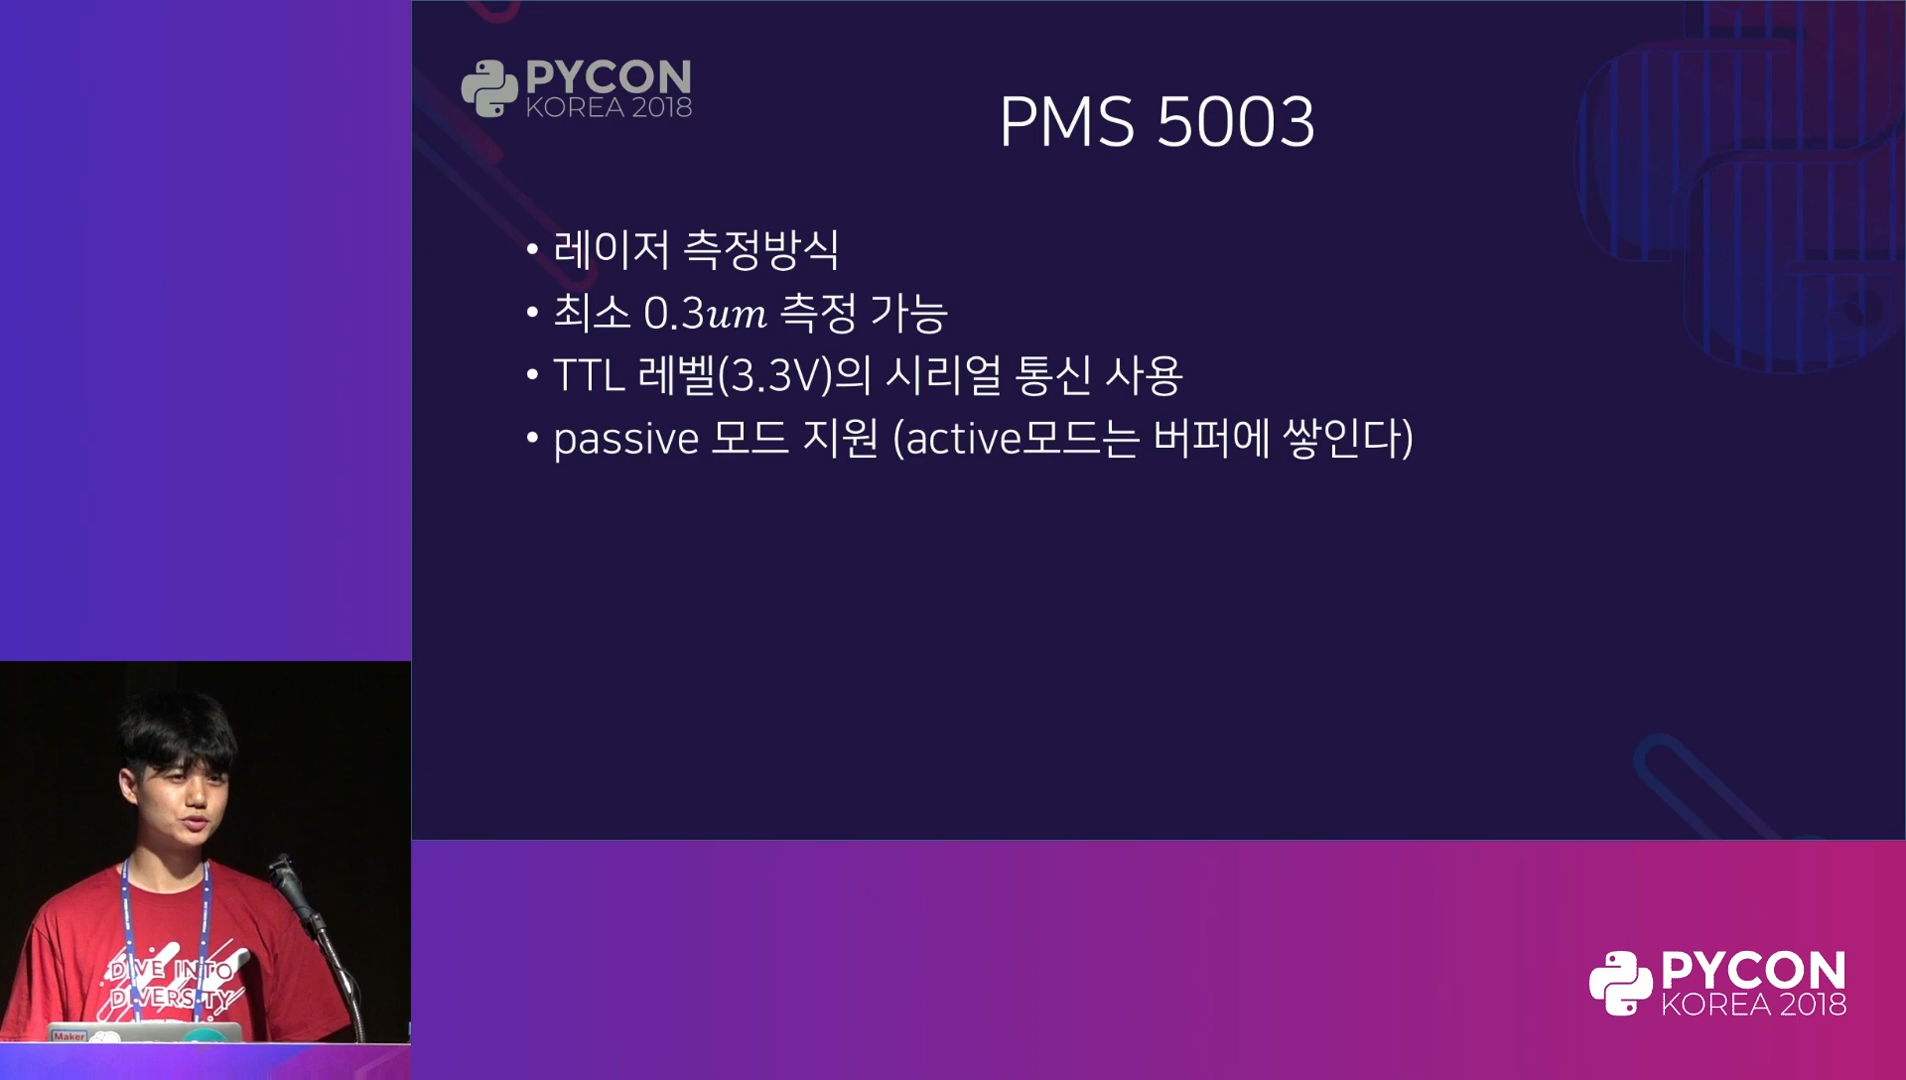 PYCON
KOREA 2018
PMS 5003
• 레이저 측정방식
• 최소 0.3um 측정 가능
• TTL 레벨(3.3V)의 시리얼 통신 사용
• passive 모드 지원 (active모드는 버퍼에 쌓인다)
DIVE INTO
DIVERSITY
Maker
PYCON
KOREA 2018